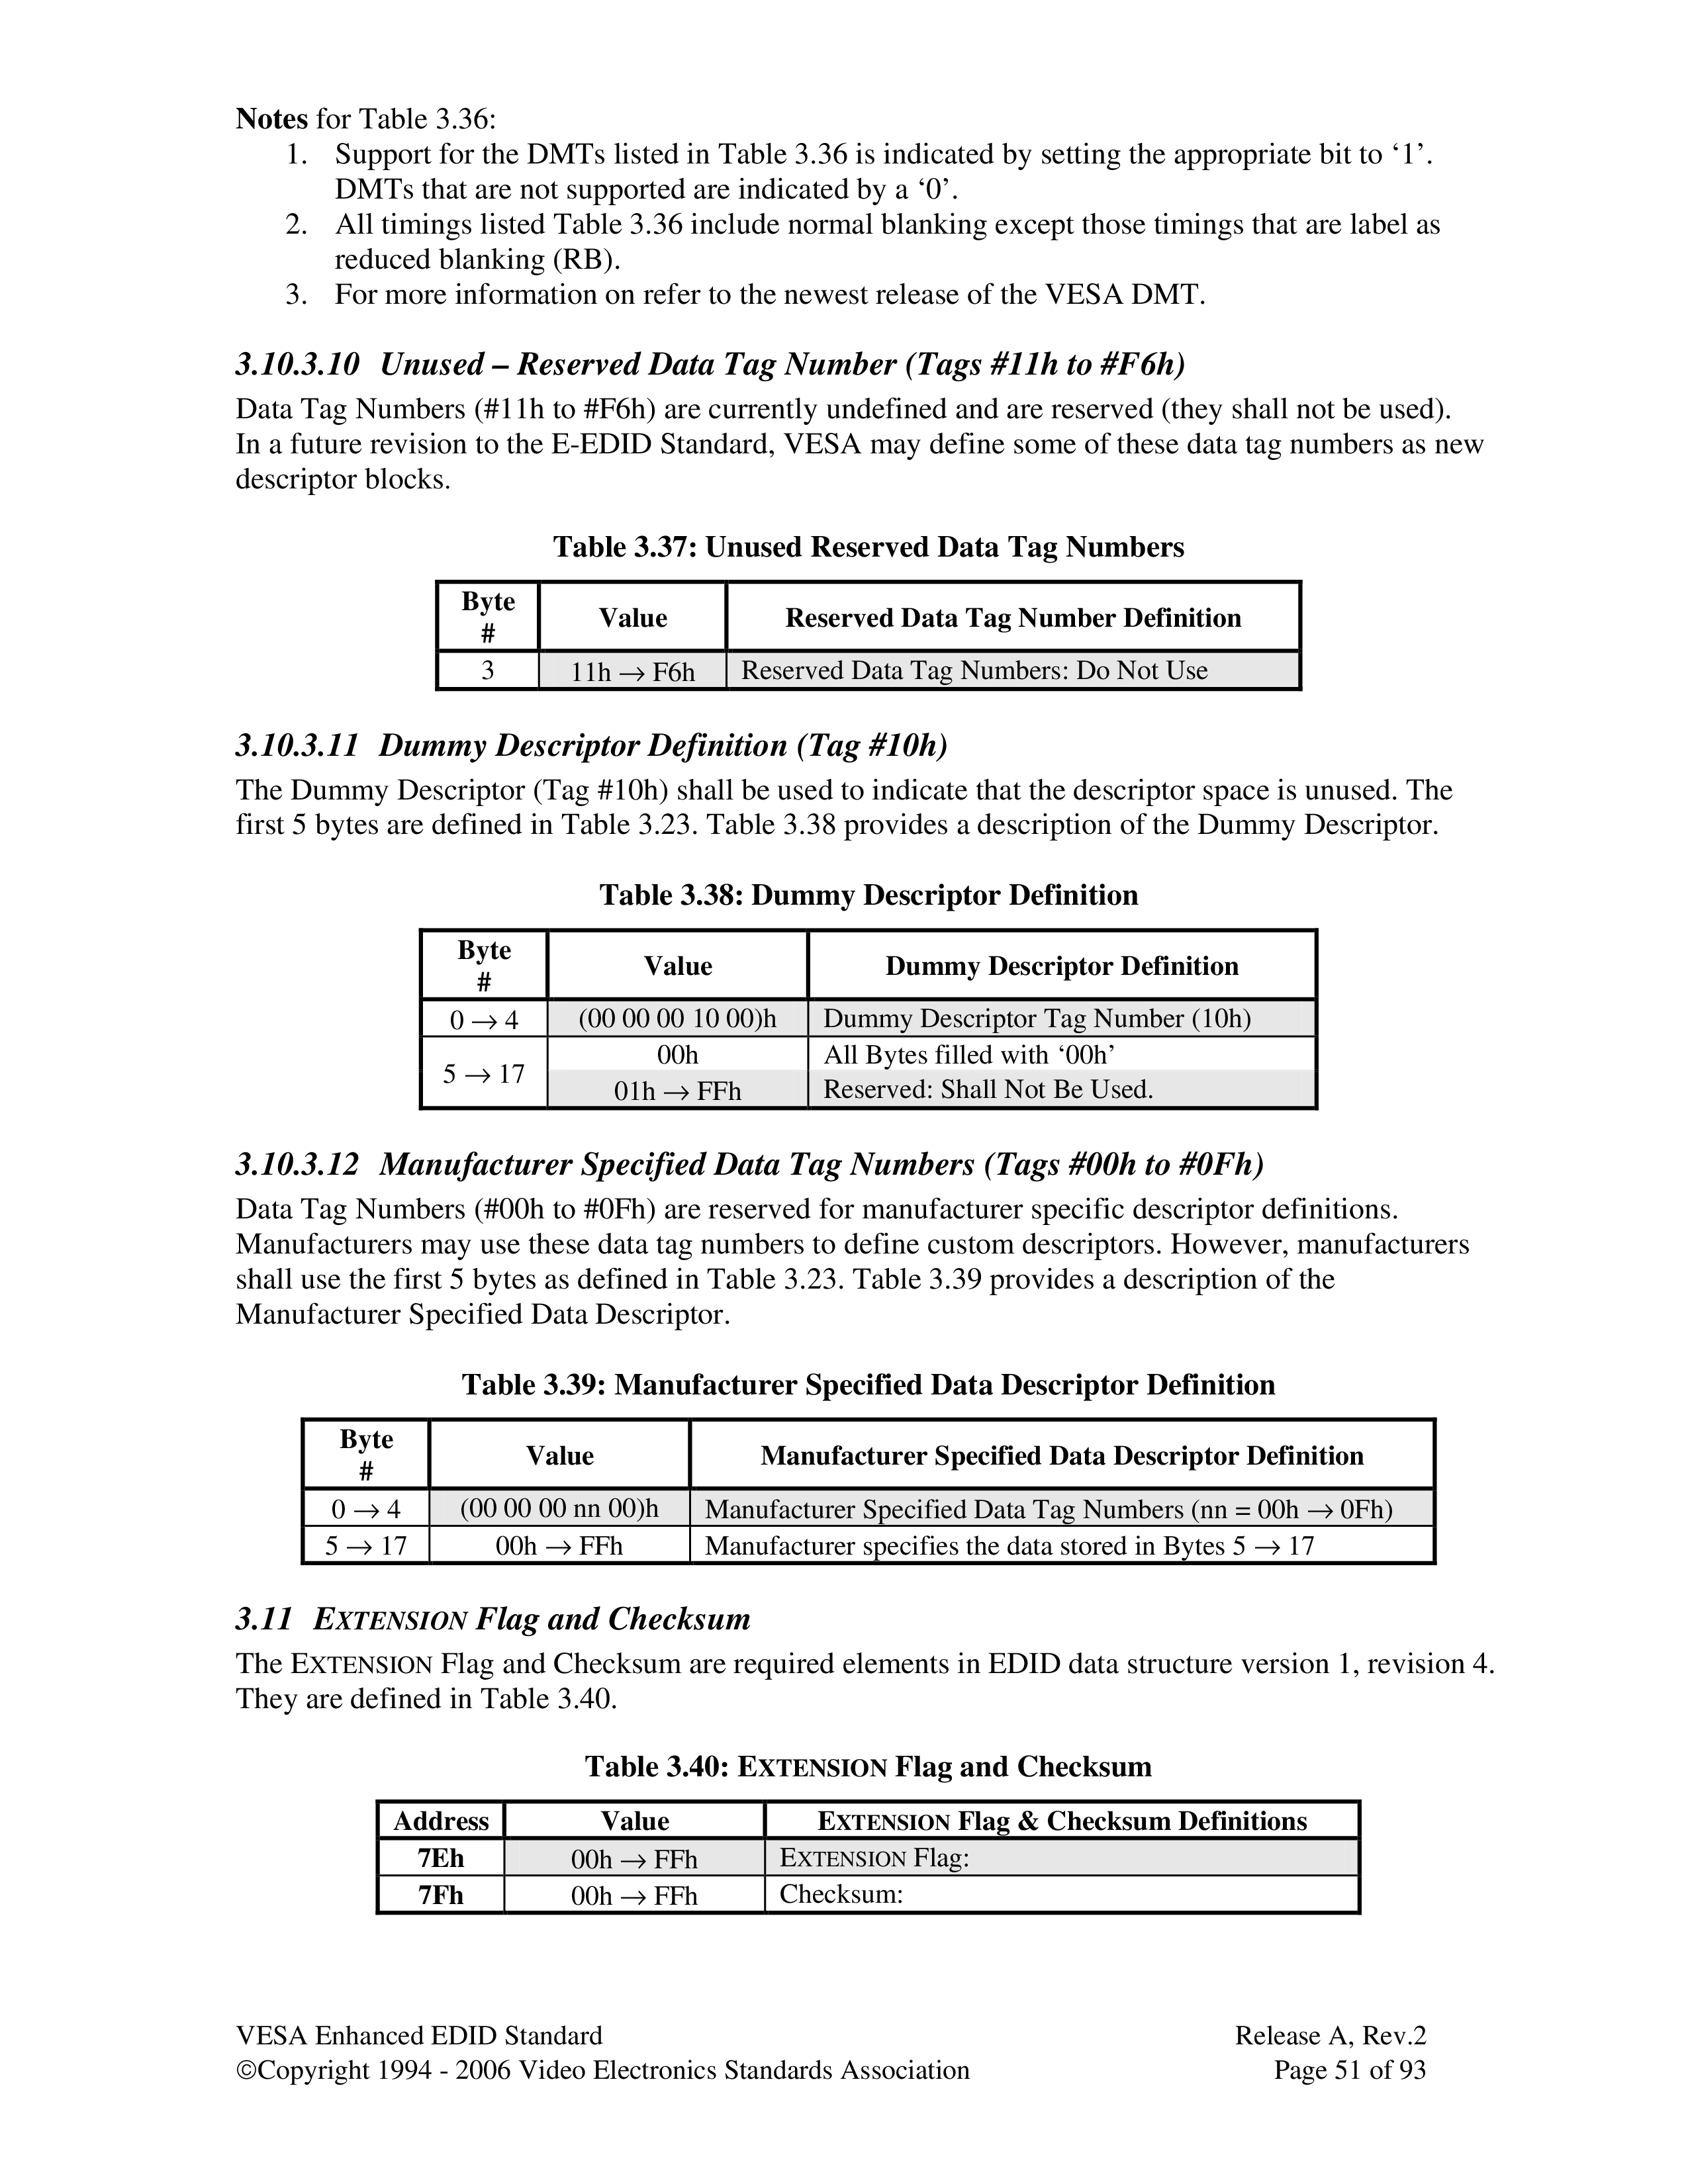 Notes for Table 3.36:
1. Support for the DMTs listed in Table 3.36 is indicated by setting the appropriate bit to ‘1’.
DMTs that are not supported are indicated by a ‘0’.
2. All timings listed Table 3.36 include normal blanking except those timings that are label as
reduced blanking (RB).
3. For more information on refer to the newest release of the VESA DMT.
3.10.3.10 Unused – Reserved Data Tag Number (Tags #11h to #F6h)
Data Tag Numbers (#11h to #F6h) are currently undefined and are reserved (they shall not be used).
In a future revision to the E-EDID Standard, VESA may define some of these data tag numbers as new
descriptor blocks.
Table 3.37: Unused Reserved Data Tag Numbers
Byte
#
Value
Reserved Data Tag Number Definition
3 11h → F6h Reserved Data Tag Numbers: Do Not Use
3.10.3.11 Dummy Descriptor Definition (Tag #10h)
The Dummy Descriptor (Tag #10h) shall be used to indicate that the descriptor space is unused. The
first 5 bytes are defined in Table 3.23. Table 3.38 provides a description of the Dummy Descriptor.
Table 3.38: Dummy Descriptor Definition
Byte
#
Value
Dummy Descriptor Definition
0 → 4 (00 00 00 10 00)h Dummy Descriptor Tag Number (10h)
5 → 17
00h All Bytes filled with ‘00h’
01h → FFh Reserved: Shall Not Be Used.
3.10.3.12 Manufacturer Specified Data Tag Numbers (Tags #00h to #0Fh)
Data Tag Numbers (#00h to #0Fh) are reserved for manufacturer specific descriptor definitions.
Manufacturers may use these data tag numbers to define custom descriptors. However, manufacturers
shall use the first 5 bytes as defined in Table 3.23. Table 3.39 provides a description of the
Manufacturer Specified Data Descriptor.
Table 3.39: Manufacturer Specified Data Descriptor Definition
Byte
#
Value
Manufacturer Specified Data Descriptor Definition
0 → 4 (00 00 00 nn 00)h Manufacturer Specified Data Tag Numbers (nn = 00h → 0Fh)
5 → 17 00h → FFh Manufacturer specifies the data stored in Bytes 5 → 17
3.11 EXTENSION Flag and Checksum
The EXTENSION Flag and Checksum are required elements in EDID data structure version 1, revision 4.
They are defined in Table 3.40.
Table 3.40: EXTENSION Flag and Checksum
Address Value EXTENSION Flag & Checksum Definitions
7Eh 00h → FFh EXTENSION Flag:
7Fh 00h → FFh Checksum:
VESA Enhanced EDID Standard Release A, Rev.2
©Copyright 1994 - 2006 Video Electronics Standards Association Page 51 of 93